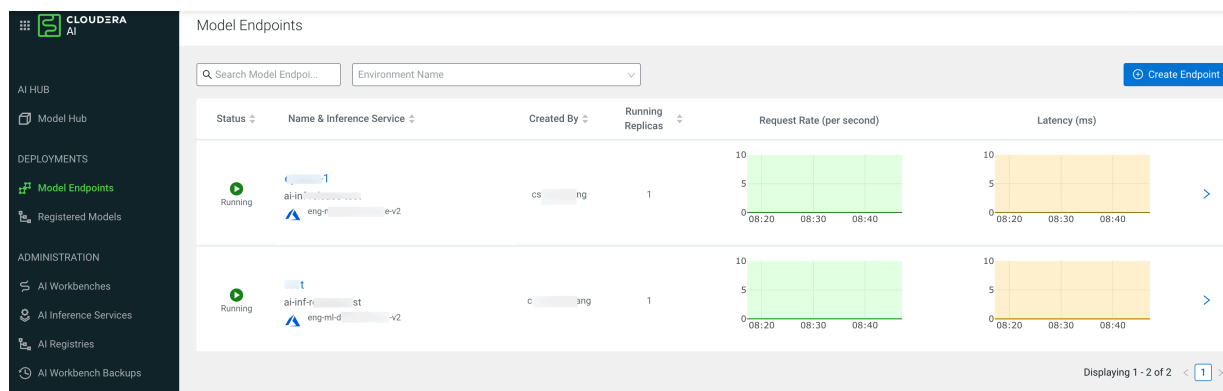 CLOUDERA
AI
Model Endpoints
Search Model Endpoi...
Environment Name
Create Endpoint
AI HUB
Model Hub
DEPLOYMENTS
Model Endpoints
Registered Models
ADMINISTRATION
AI Workbenches
AI Inference Services
AI Registries
AI Workbench Backups
Status
Name & Inference Service
Created By
Running
Replicas
Request Rate (per second)
Latency (ms)
Running
1
10
5
0
08:20 08:30 08:40
10
5
0
08:20 08:30 08:40
Running
1
10
5
0
08:20 08:30 08:40
10
5
0
08:20 08:30 08:40
Displaying 1 - 2 of 2 < 1 >